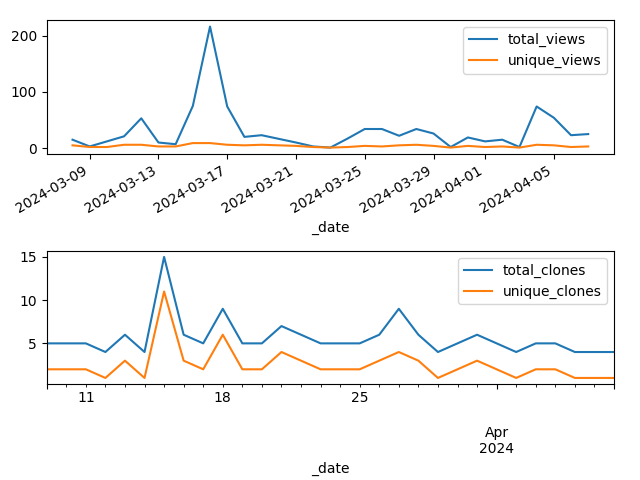 200
100
0
total_views
unique_views
2024-03-09
2024-03-13
2024-03-17
2024-03-21
2024-03-25
2024-03-29
2024-04-01
2024-04-05
_date
15
10
5
total_clones
unique_clones
11
18
25
Apr
2024
_date